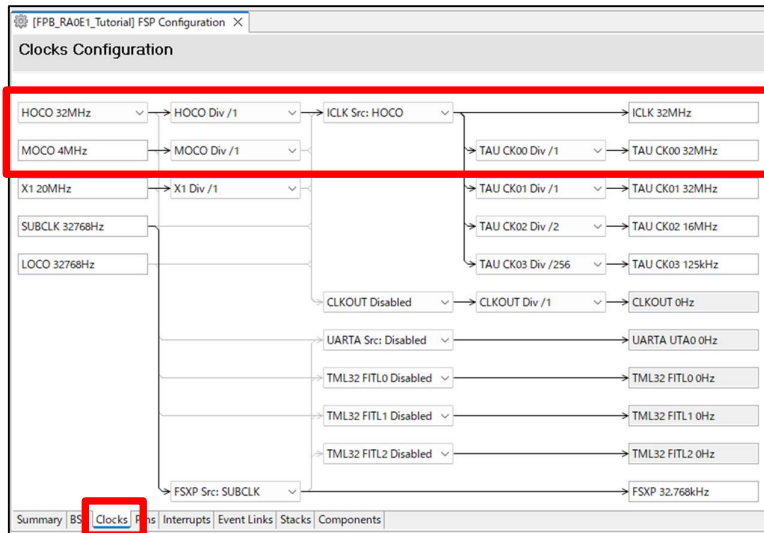 [FPB_RA0E1_Tutorial] FSP Configuration
Clocks Configuration
HOCO 32MHz HOCO Div /1 ICLK Src: HOCO ICLK 32MHz
MOCO 4MHz MOCO Div /1 TAU CK00 Div /1 TAU CK00 32MHz
X1 20MHz X1 Div /1 TAU CK01 Div /1 TAU CK01 32MHz
SUBCLK 32768Hz TAU CK02 Div /2 TAU CK02 16MHz
LOCO 32768Hz TAU CK03 Div /256 TAU CK03 125kHz
CLKOUT Disabled CLKOUT Div /1 CLKOUT 0Hz
UARTA Src: Disabled UARTA UTA0 0Hz
TML32 FITL0 Disabled TML32 FITL0 0Hz
TML32 FITL1 Disabled TML32 FITL1 0Hz
TML32 FITL2 Disabled TML32 FITL2 0Hz
FSXP Src: SUBCLK FSXP 32.768kHz
Summary Clocks Interrupts Event Links Stacks Components